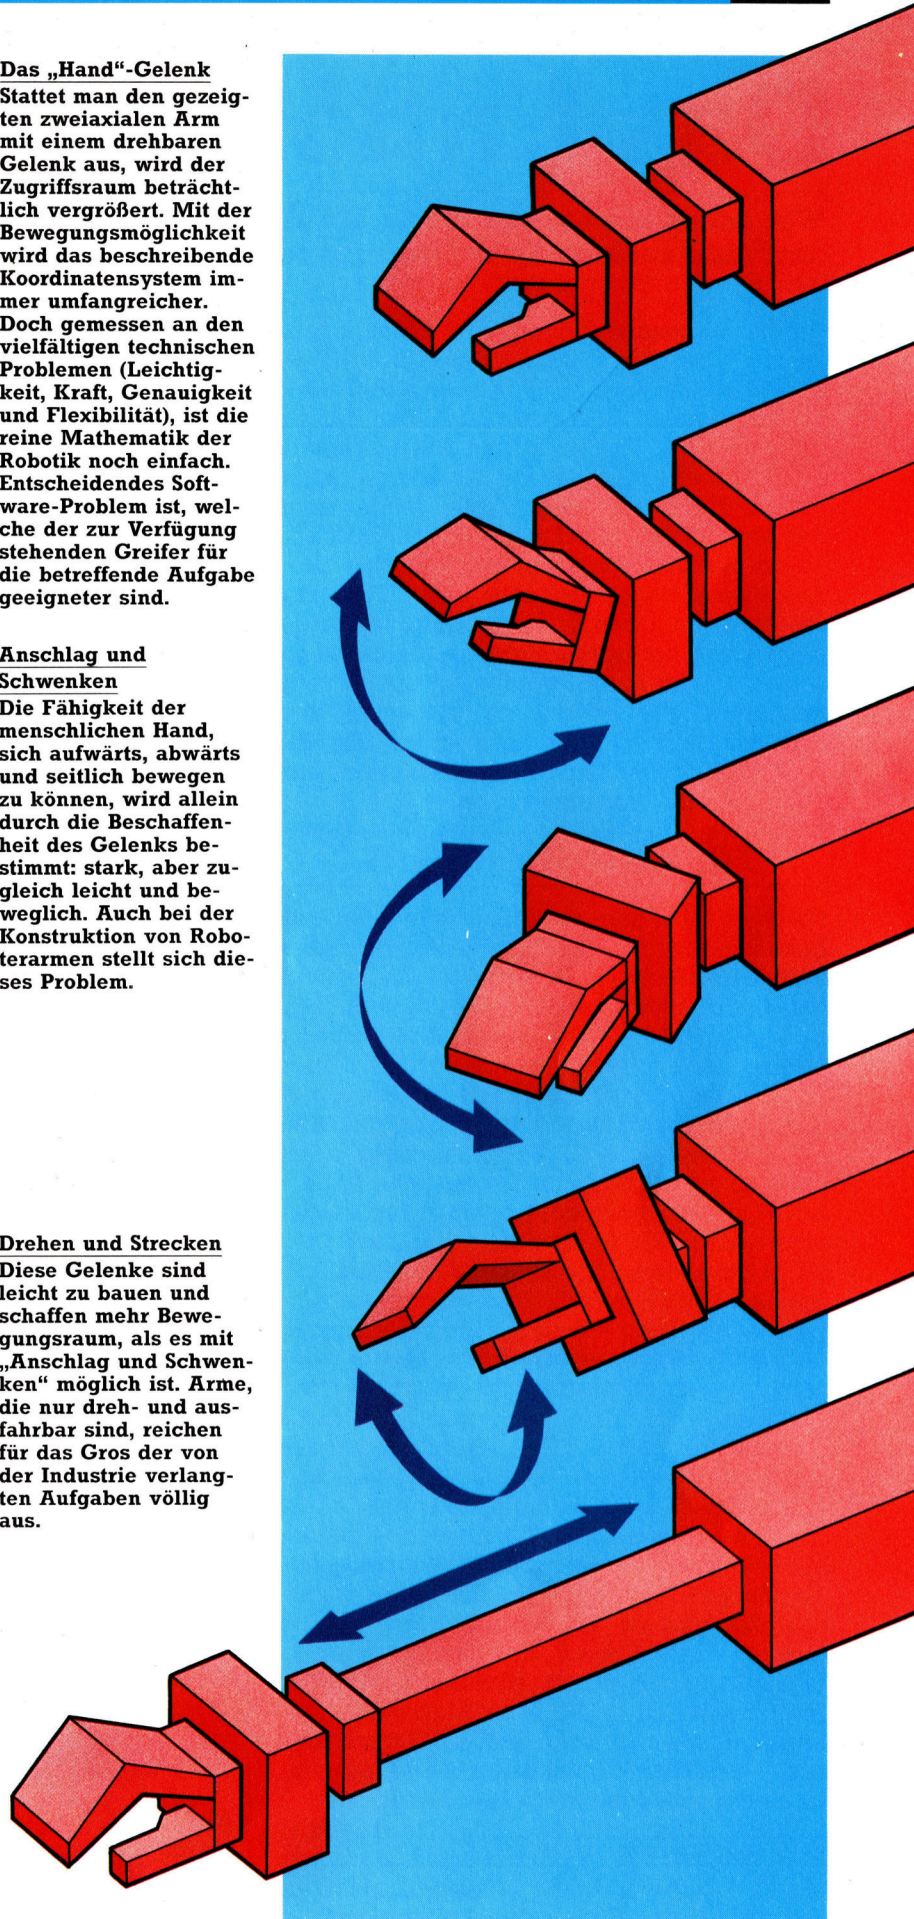 Das „Hand“-Gelenk
Stattet man den gezeig-
ten zweiaxialen Arm
mit einem drehbaren
Gelenk aus, wird der
Zugriffsraum beträcht-
lich vergrößert. Mit der
Bewegungsmöglichkeit
wird das beschreibende
Koordinatensystem im-
mer umfangreicher.
Doch gemessen an den
vielfältigen technischen
Problemen (Leichtig-
keit, Kraft, Genauigkeit
und Flexibilität), ist die
reine Mathematik der
Robotik noch einfach.
Entscheidendes Soft-
ware-Problem ist, wel-
che der zur Verfügung
stehenden Greifer für
die betreffende Aufgabe
geeigneter sind.
Anschlag und
Schwenken
Die Fähigkeit der
menschlichen Hand,
sich aufwärts, abwärts
und seitlich bewegen
zu können, wird allein
durch die Beschaffen-
heit des Gelenks be-
stimmt: stark, aber zu-
gleich leicht und be-
weglich. Auch bei der
Konstruktion von Robo-
terarmen stellt sich die-
ses Problem.
Drehen und Strecken
Diese Gelenke sind
leicht zu bauen und
schaffen mehr Bewe-
gungsraum, als es mit
„Anschlag und Schwen-
ken“ möglich ist. Arme,
die nur dreh- und aus-
fahrbar sind, reichen
für das Gros der von
der Industrie verlang-
ten Aufgaben völlig
aus.